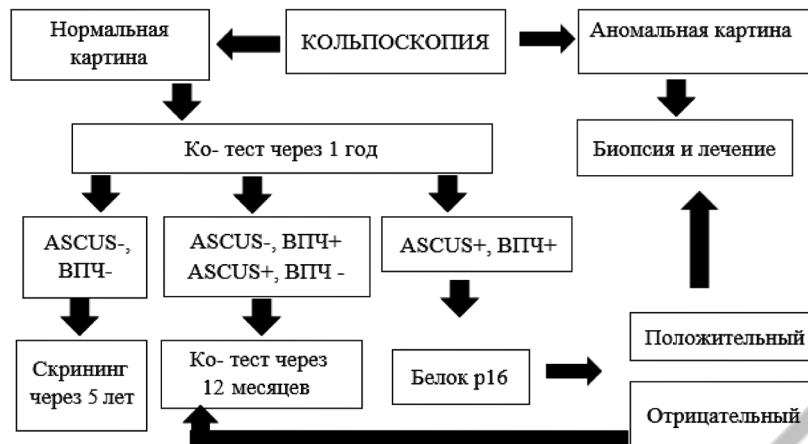 Нормальная
картина
КОЛЬПОСКОПИЯ
Аномальная картина
Ко- тест через 1 год
Биопсия и лечение
ASCUS-,
ВПЧ-
ASCUS-, ВПЧ+
ASCUS+, ВПЧ -
ASCUS+, ВПЧ+
Скрининг
через 5 лет
Ко- тест через
12 месяцев
Белок p16
Положительный
Отрицательный